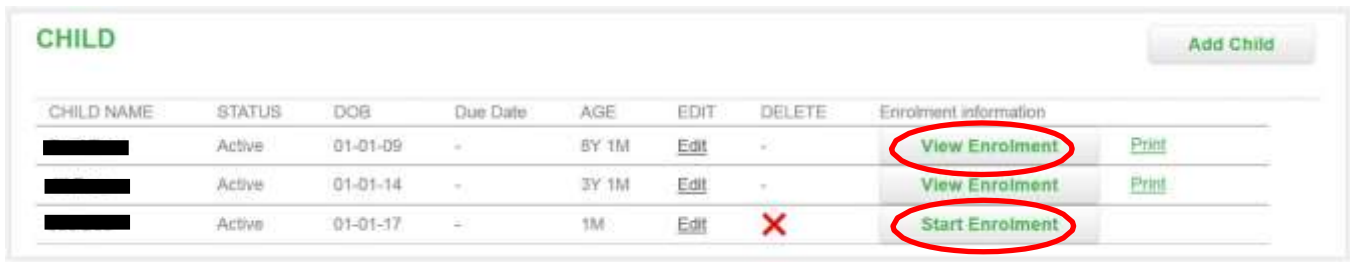 CHILD
Add Child
CHILD NAME STATUS DOB Due Date AGE EDIT DELETE Enrolment information
Active 01-01-09 - 8Y 1M Edit - View Enrolment Print
Active 01-01-14 - 3Y 1M Edit - View Enrolment Print
Active 01-01-17 - 1M Edit Start Enrolment